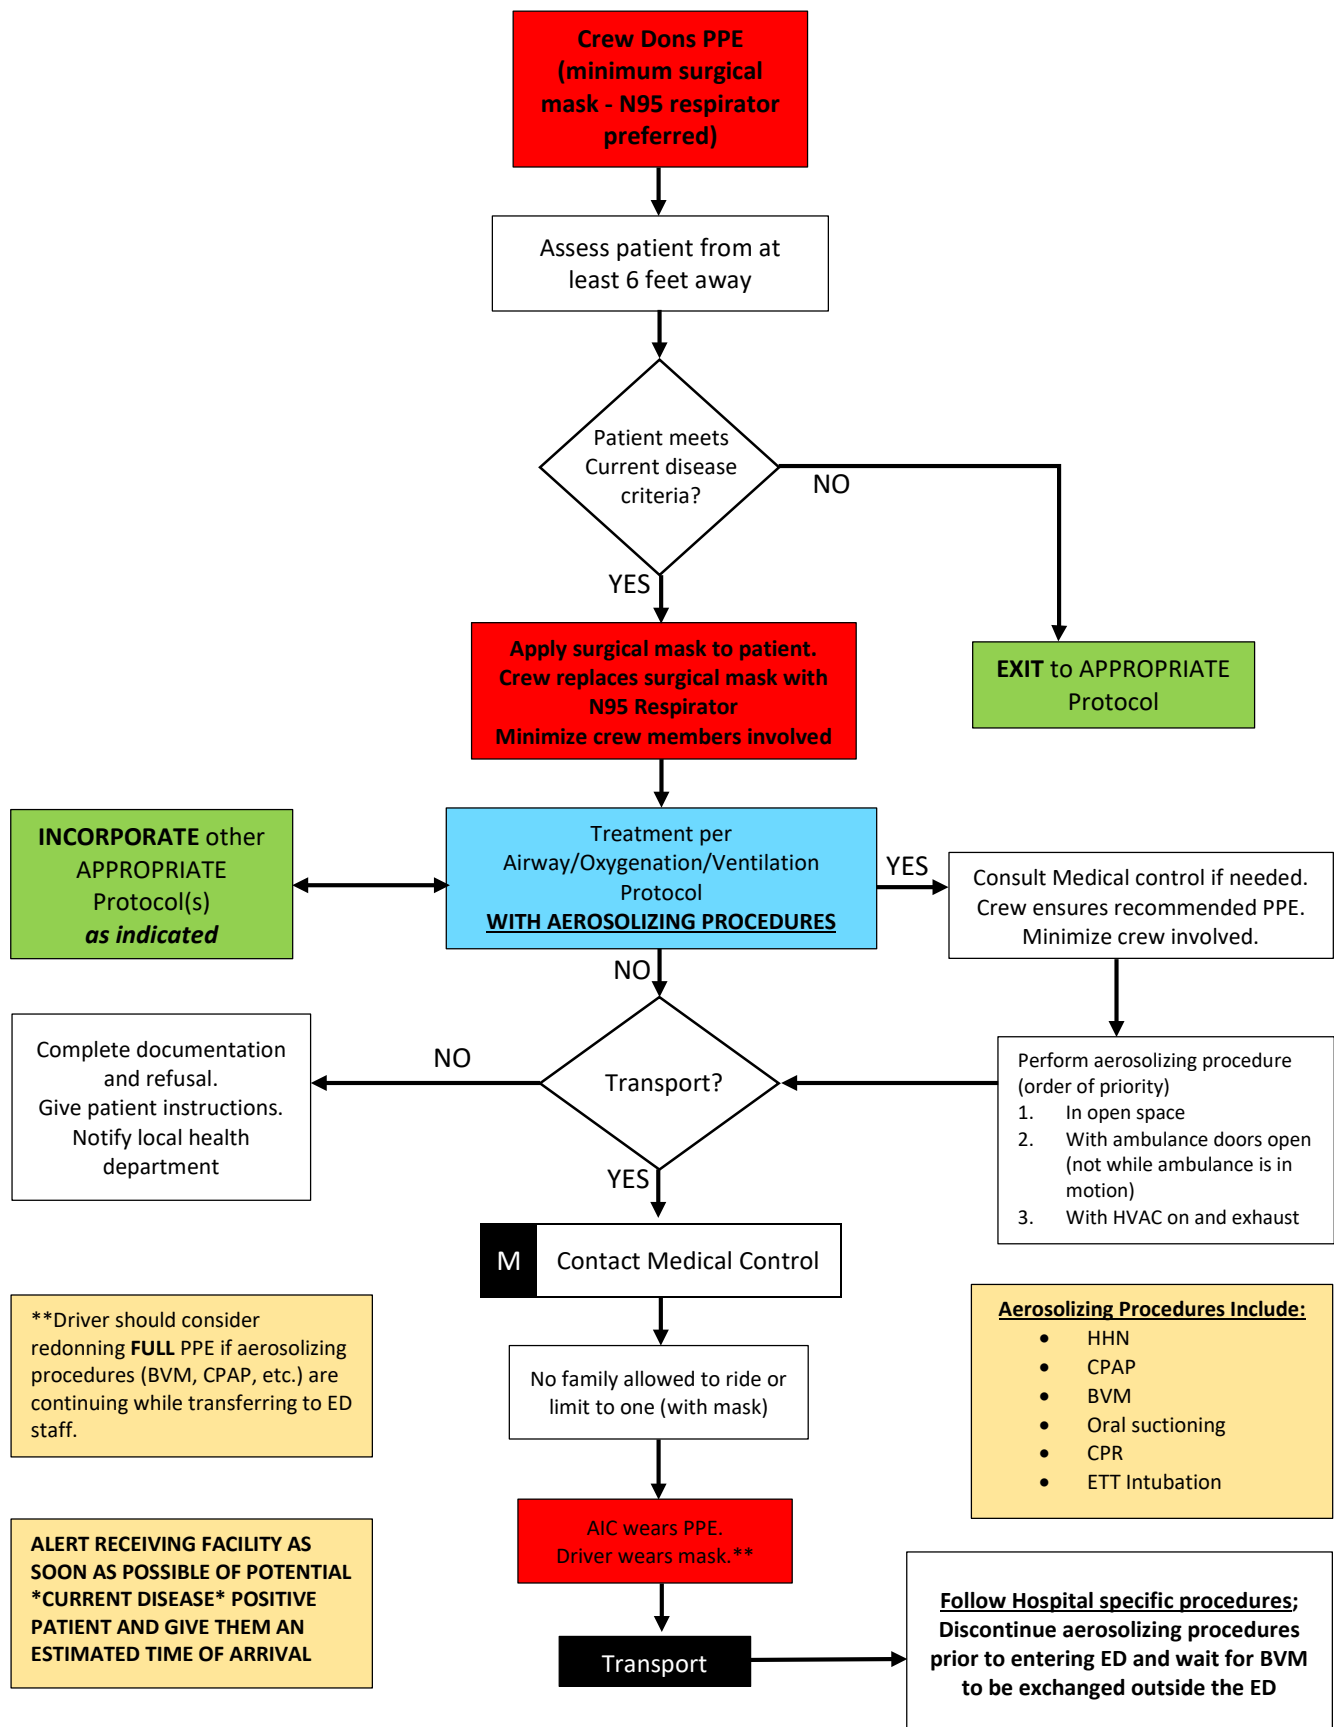 Crew Dons PPE
(minimum surgical
mask - N95 respirator
preferred)
Assess patient from at
least 6 feet away
Patient meets
Current disease
criteria?
NO
YES
Apply surgical mask to patient.
Crew replaces surgical mask with
N95 Respirator
Minimize crew members involved
EXIT to APPROPRIATE
Protocol
INCORPORATE other
APPROPRIATE
Protocol(s)
as indicated
Treatment per
Airway/Oxygenation/Ventilation
Protocol
WITH AEROSOLIZING PROCEDURES
YES
Consult Medical control if needed.
Crew ensures recommended PPE.
Minimize crew involved.
NO
Complete documentation
and refusal.
Give patient instructions.
Notify local health
department
NO
Transport?
Perform aerosolizing procedure
(order of priority)
1. In open space
2. With ambulance doors open
(not while ambulance is in
motion)
3. With HVAC on and exhaust
YES
M Contact Medical Control
**Driver should consider
redonning FULL PPE if aerosolizing
procedures (BVM, CPAP, etc.) are
continuing while transferring to ED
staff.
No family allowed to ride or
limit to one (with mask)
Aerosolizing Procedures Include:
• HHN
• CPAP
• BVM
• Oral suctioning
• CPR
• ETT Intubation
ALERT RECEIVING FACILITY AS
SOON AS POSSIBLE OF POTENTIAL
*CURRENT DISEASE* POSITIVE
PATIENT AND GIVE THEM AN
ESTIMATED TIME OF ARRIVAL
AIC wears PPE.
Driver wears mask.**
Transport
Follow Hospital specific procedures;
Discontinue aerosolizing procedures
prior to entering ED and wait for BVM
to be exchanged outside the ED